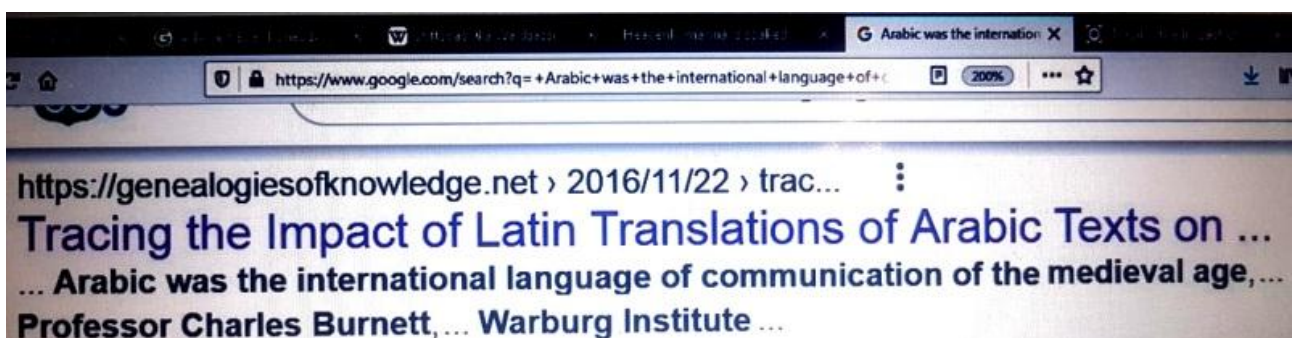 G Arabic was the internation X
https://www.google.com/search?q=+Arabic+was+the+international+language+of+c 200% ...
https://genealogiesofknowledge.net › 2016/11/22 › trac...
Tracing the Impact of Latin Translations of Arabic Texts on ...
... Arabic was the international language of communication of the medieval age,...
Professor Charles Burnett,... Warburg Institute ...